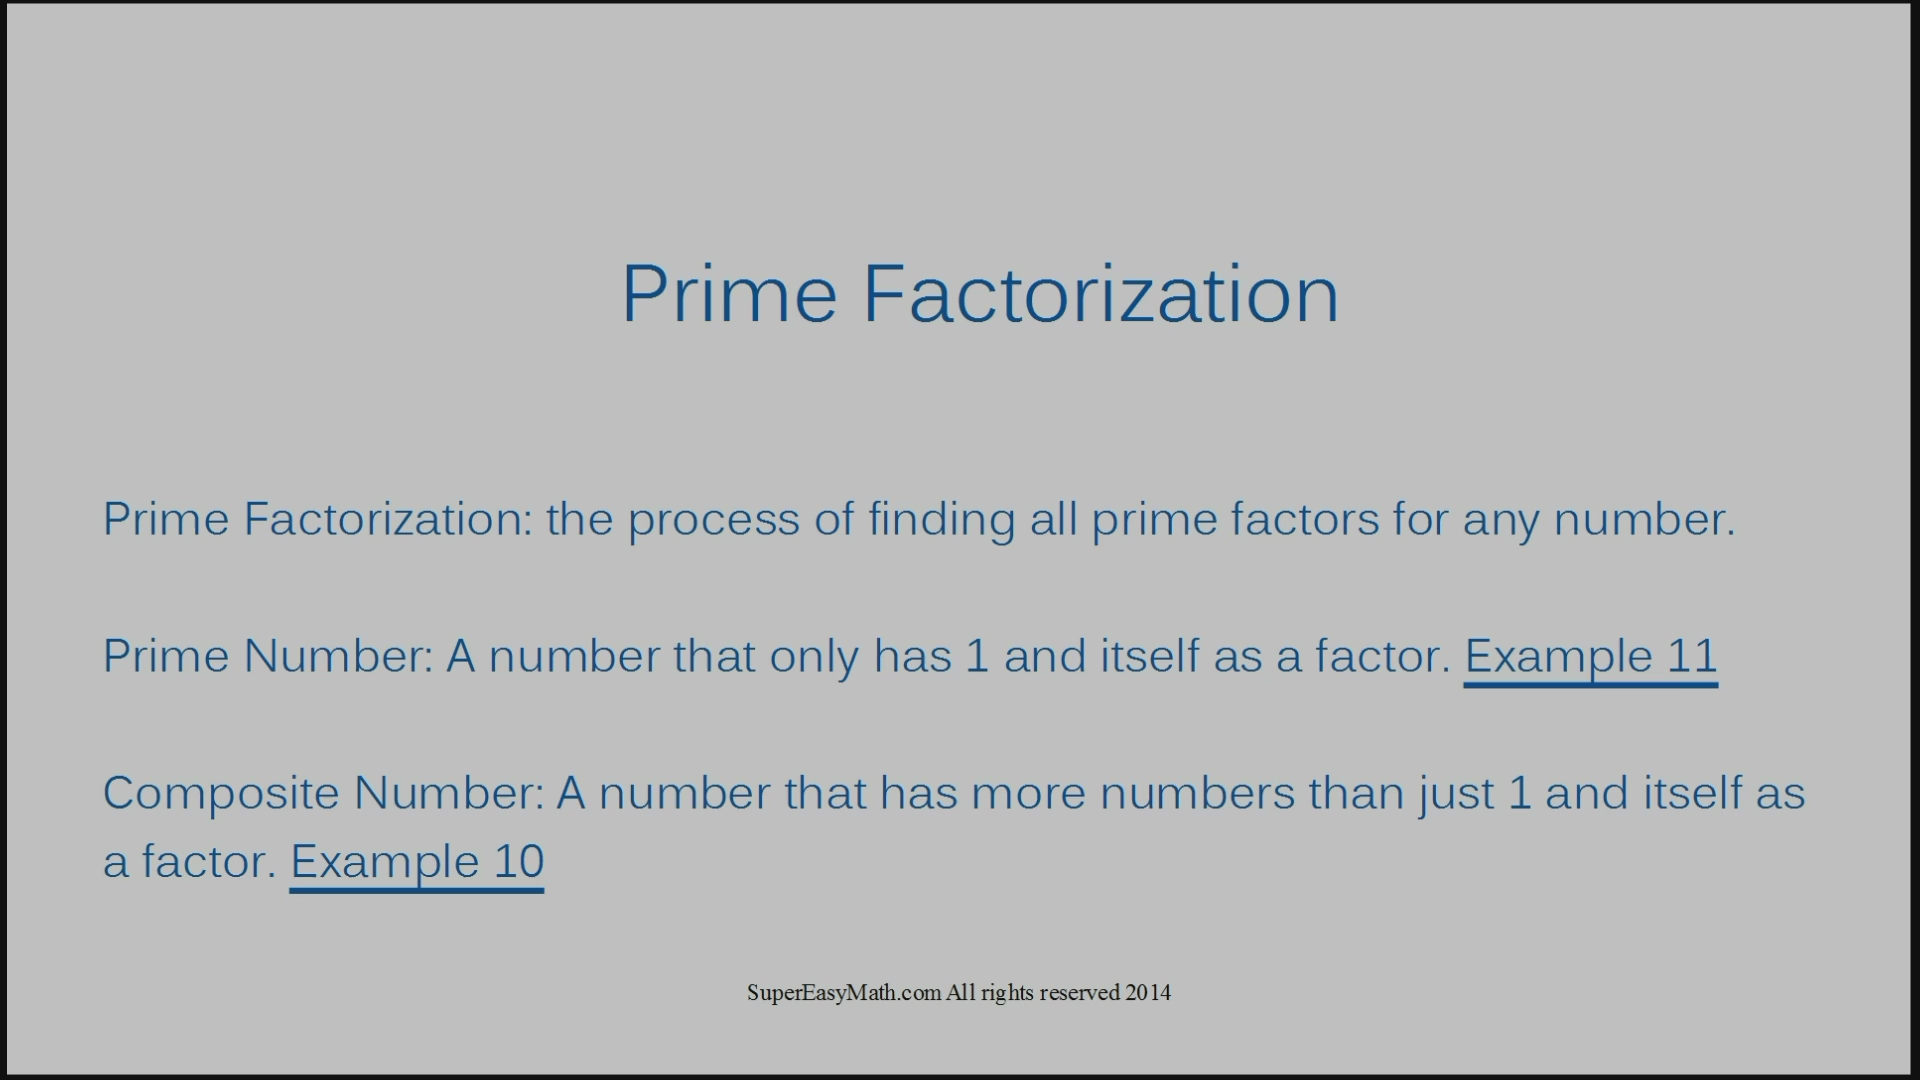 Prime Factorization
Prime Factorization: the process of finding all prime factors for any number.
Prime Number: A number that only has 1 and itself as a factor. Example 11
Composite Number: A number that has more numbers than just 1 and itself as
a factor. Example 10
SuperEasyMath.com All rights reserved 2014